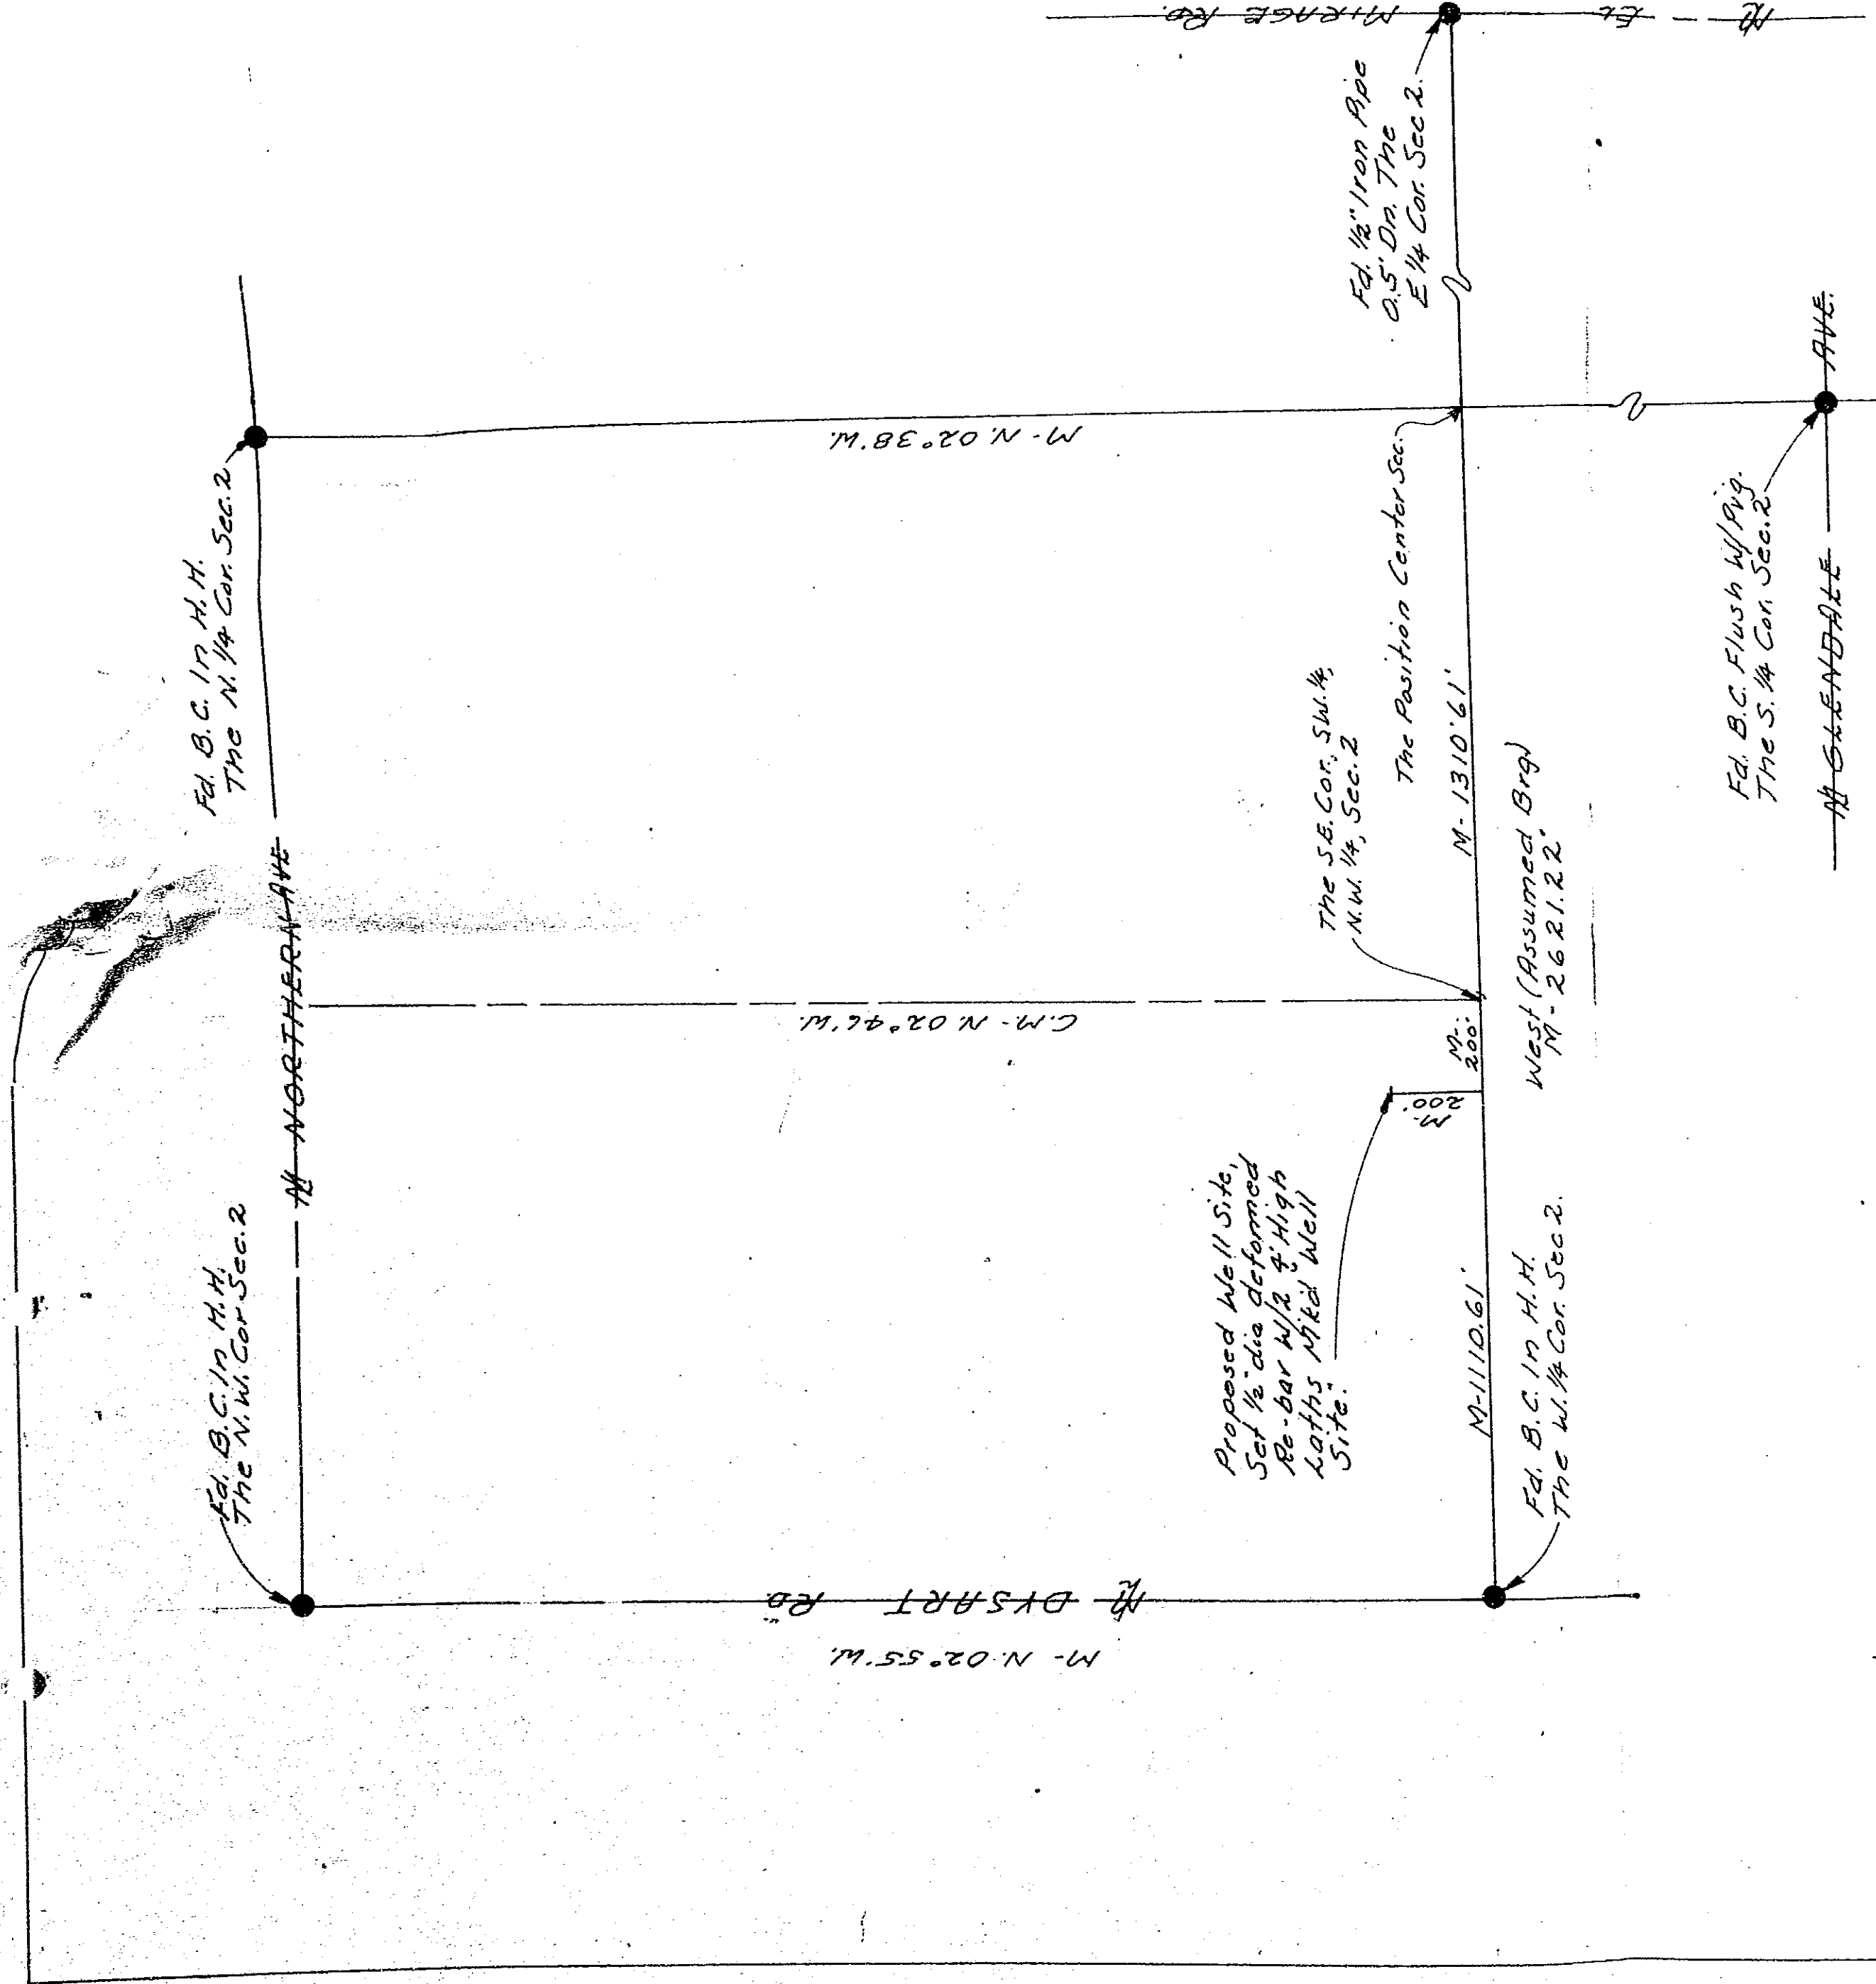 Fd. B.C. In H.H.
The N.W. Cor Sec. 2
M NORTHERN AVE
Fd. B.C. In H.H.
The N. 1/4 Cor. Sec. 2
M - N. 02° 55' W.
M DYSART RD.
C.M. - N. 02° 46' W.
M - N. 02° 38' W.
M EL MIRAGE RD.
Fd. 1/2" Iron Pipe
0.5' Dn. The
E 1/4 Cor. Sec 2.
Proposed Well Site,
Set 1/2" dia deformed
Re-bar W/2 4' High
Laths Mkd "Well
Site."
M-
200'
M-
200'
The S.E. Cor., S.W. 1/4,
N.W. 1/4, Sec. 2
The Position Center Sec.
M-1110.61'
M-1310.61'
Fd. B.C. In H.H.
The W. 1/4 Cor. Sec 2.
West (Assumed Brg)
M- 2621.22'
Fd. B.C. Flush W/Pvg.
The S. 1/4 Cor. Sec. 2
M GLENDALE AVE.